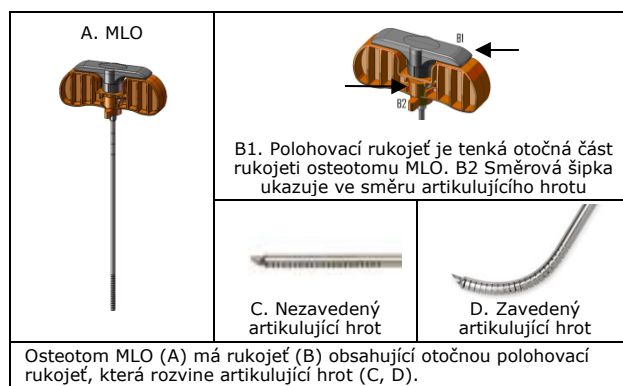 A. MLO
B1
B2
B1. Polohovací rukojeť je tenká otočná část
rukojeti osteotomu MLO. B2 Směrová šipka
ukazuje ve směru artikulujícího hrotu
C. Nezavedený
artikulující hrot
D. Zavedený
artikulující hrot
Osteotom MLO (A) má rukojeť (B) obsahující otočnou polohovací
rukojeť, která rozvine artikulující hrot (C, D).